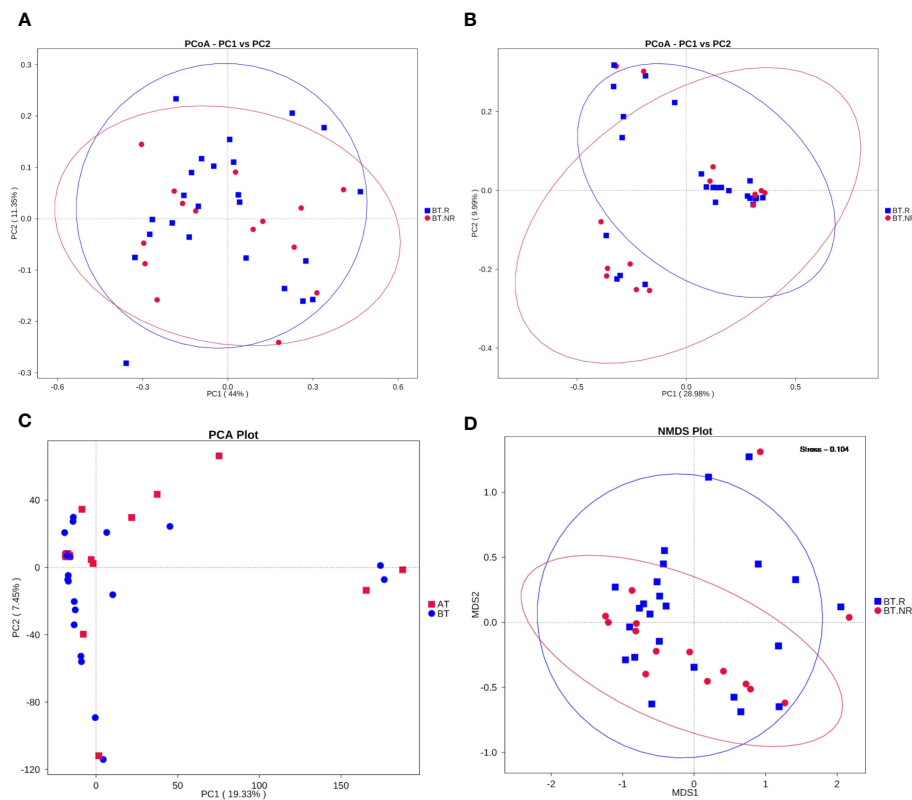 A
PCoA - PC1 vs PC2
0.3
0.2
0.1
0.0
0.1
0.2
0.3
PC2 ( 11.35%)
-0.6
-0.3
0.0
0.3
0.6
PC1 ( 44%)
BT.R
BT.NR
B
PCoA - PC1 vs PC2
0.2
0.0
-0.2
-0.4
PC2 ( 9.99%)
-0.5
0.0
0.5
PC1 ( 28.98%)
BT.R
BT.NF
C
PCA Plot
40
0
-40
-80
-120
PC2 ( 7.45%)
0
50
100
150
PC1 ( 19.33% )
AT
BT
D
NMDS Plot
Stress = 0.104
1.0
0.5
0.0
-0.5
-1.0
MDS2
-2
-1
0
1
2
MDS1
BT.R
BT.NR